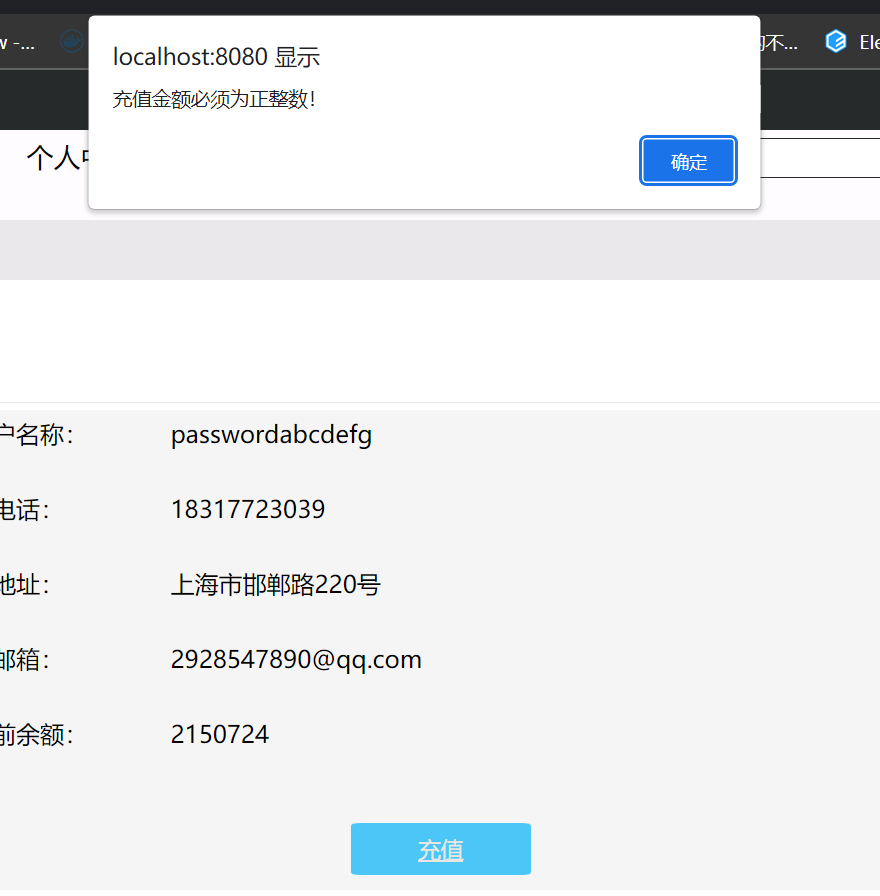 w -...
的不...
Ele
localhost:8080 显示
充值金额必须为正整数！
确定
个人中
户名称：
passwordabcdefg
电话：
18317723039
地址：
上海市邯郸路220号
邮箱：
2928547890@qq.com
前余额：
2150724
充值